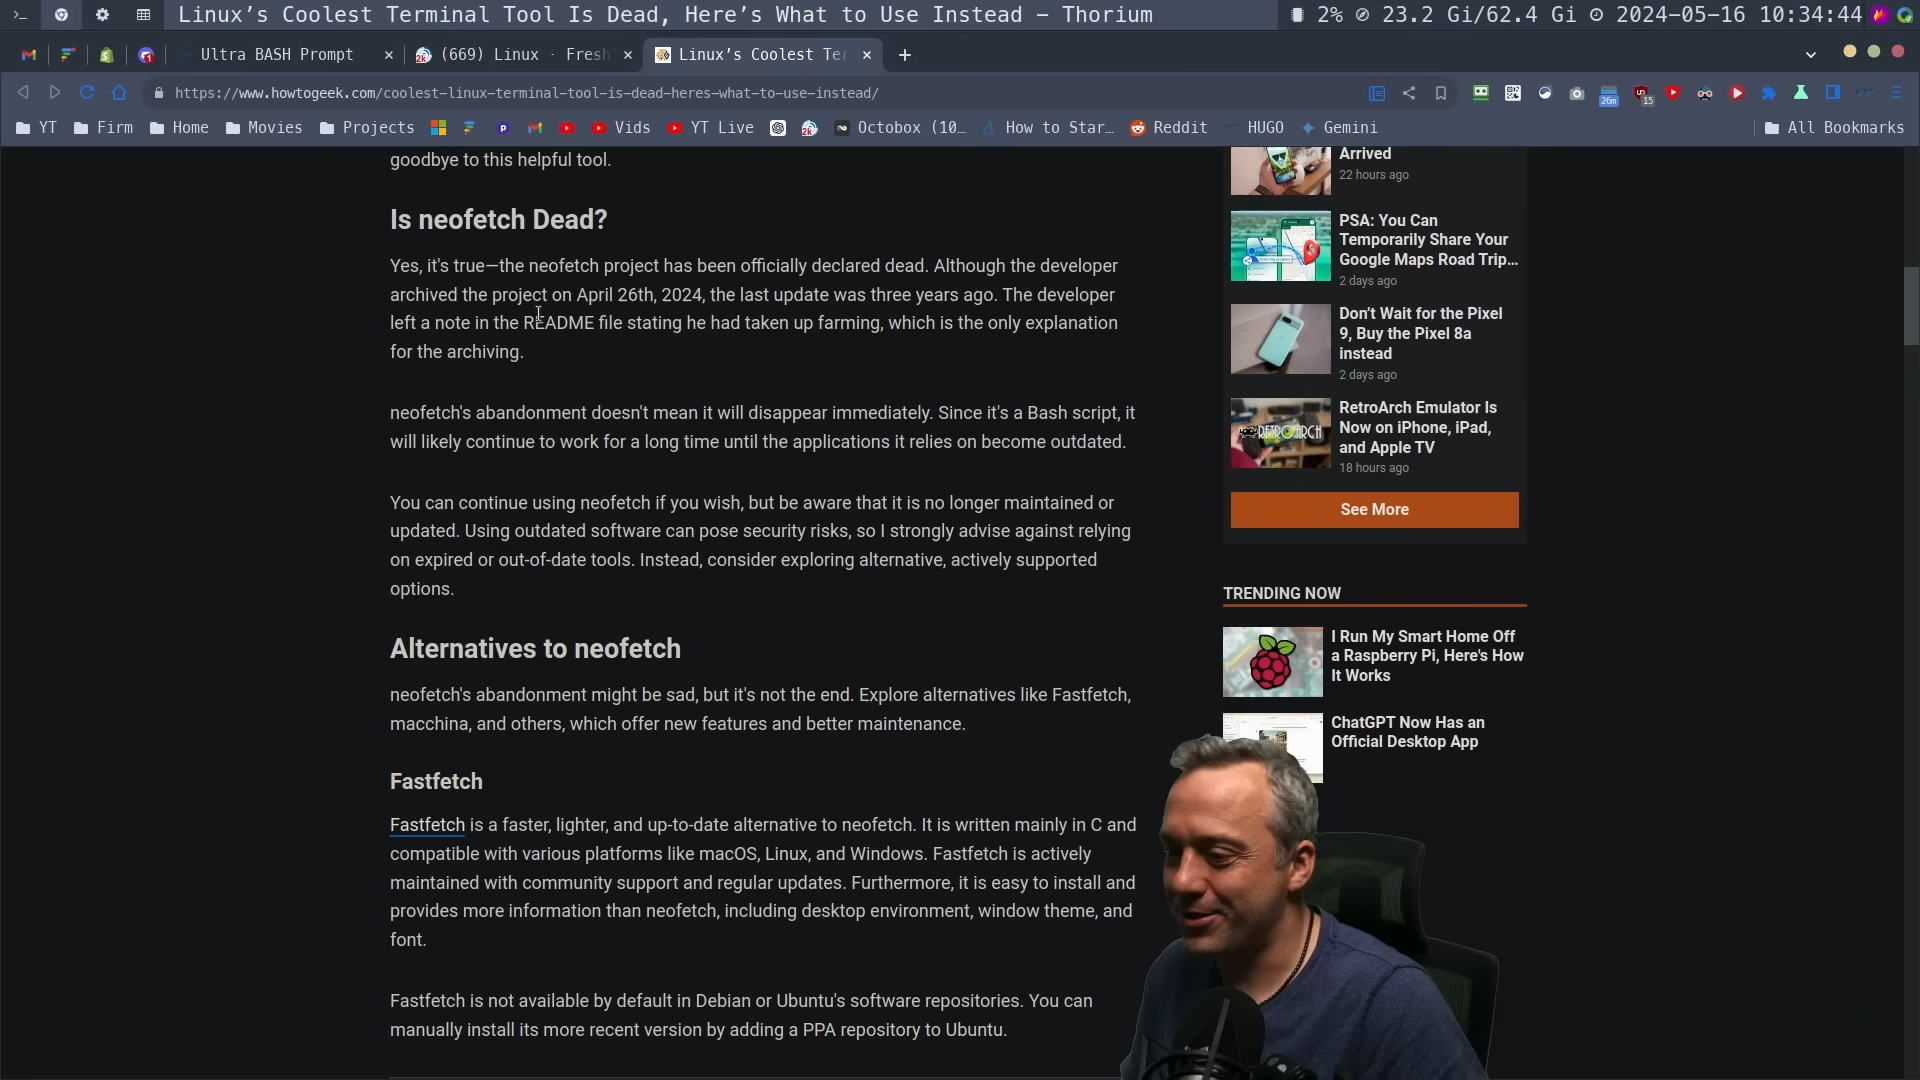 Linux's Coolest Terminal Tool Is Dead, Here's What to Use Instead – Thorium
2% 23.2 Gi/62.4 Gi 2024-05-16 10:34:44
Ultra BASH Prompt
(669) Linux · Fresh
Linux's Coolest Ter
https://www.howtogeek.com/coolest-linux-terminal-tool-is-dead-heres-what-to-use-instead/
26m
15
YT Firm Home Movies Projects Vids YT Live Octobox (10… How to Star… Reddit HUGO Gemini All Bookmarks
goodbye to this helpful tool.
Is neofetch Dead?
Yes, it's true—the neofetch project has been officially declared dead. Although the developer
archived the project on April 26th, 2024, the last update was three years ago. The developer
left a note in the README file stating he had taken up farming, which is the only explanation
for the archiving.
neofetch's abandonment doesn't mean it will disappear immediately. Since it's a Bash script, it
will likely continue to work for a long time until the applications it relies on become outdated.
You can continue using neofetch if you wish, but be aware that it is no longer maintained or
updated. Using outdated software can pose security risks, so I strongly advise against relying
on expired or out-of-date tools. Instead, consider exploring alternative, actively supported
options.
Alternatives to neofetch
neofetch's abandonment might be sad, but it's not the end. Explore alternatives like Fastfetch,
macchina, and others, which offer new features and better maintenance.
Fastfetch
Fastfetch is a faster, lighter, and up-to-date alternative to neofetch. It is written mainly in C and
compatible with various platforms like macOS, Linux, and Windows. Fastfetch is actively
maintained with community support and regular updates. Furthermore, it is easy to install and
provides more information than neofetch, including desktop environment, window theme, and
font.
Fastfetch is not available by default in Debian or Ubuntu's software repositories. You can
manually install its more recent version by adding a PPA repository to Ubuntu.
Arrived
22 hours ago
PSA: You Can
Temporarily Share Your
Google Maps Road Trip…
2 days ago
Don't Wait for the Pixel
9, Buy the Pixel 8a
instead
2 days ago
RETROARCH
RetroArch Emulator Is
Now on iPhone, iPad,
and Apple TV
18 hours ago
See More
TRENDING NOW
I Run My Smart Home Off
a Raspberry Pi, Here's How
It Works
ChatGPT Now Has an
Official Desktop App